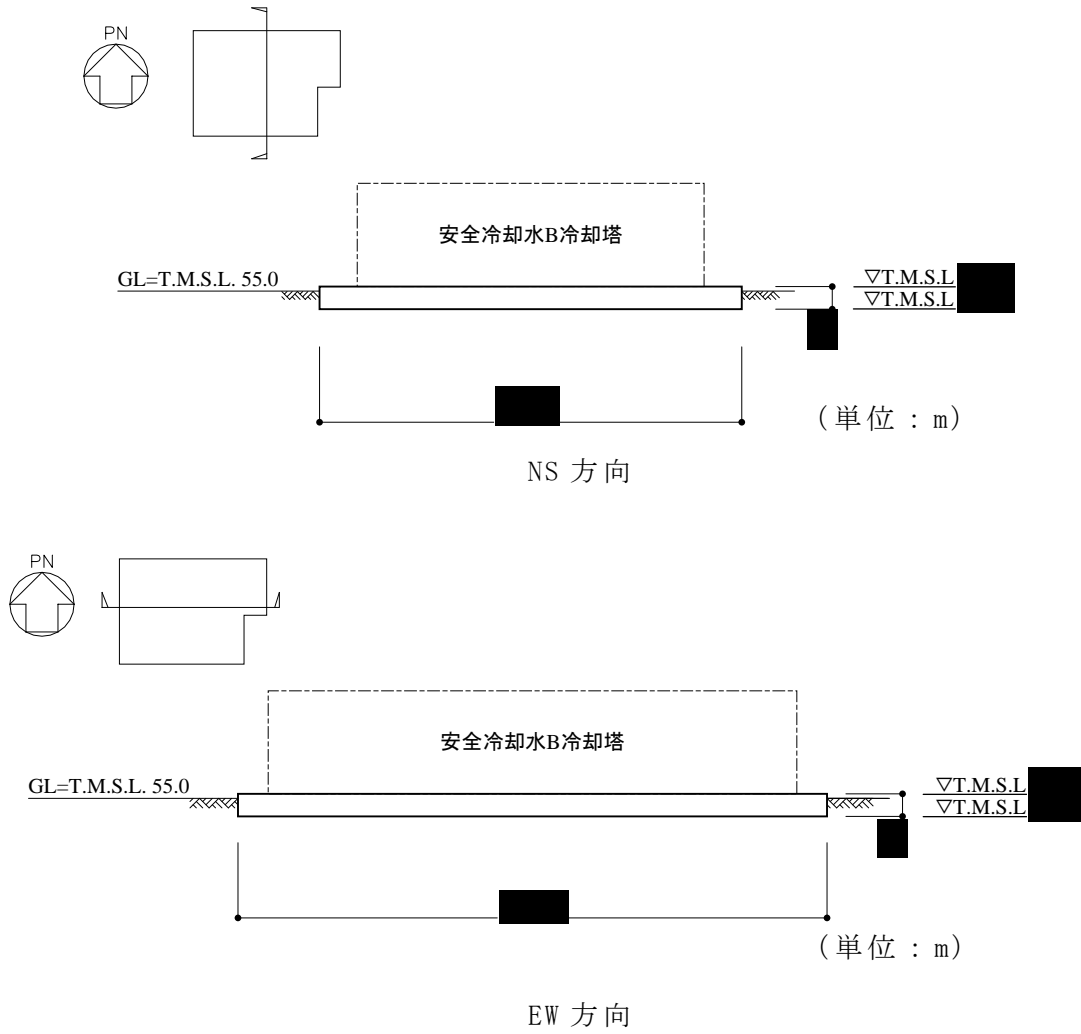 PN
安全冷却水B冷却塔
GL=T.M.S.L. 55.0
▽T.M.S.L
▽T.M.S.L
(単位：m)
NS 方向
PN
安全冷却水B冷却塔
GL=T.M.S.L. 55.0
▽T.M.S.L
▽T.M.S.L
(単位：m)
EW 方向